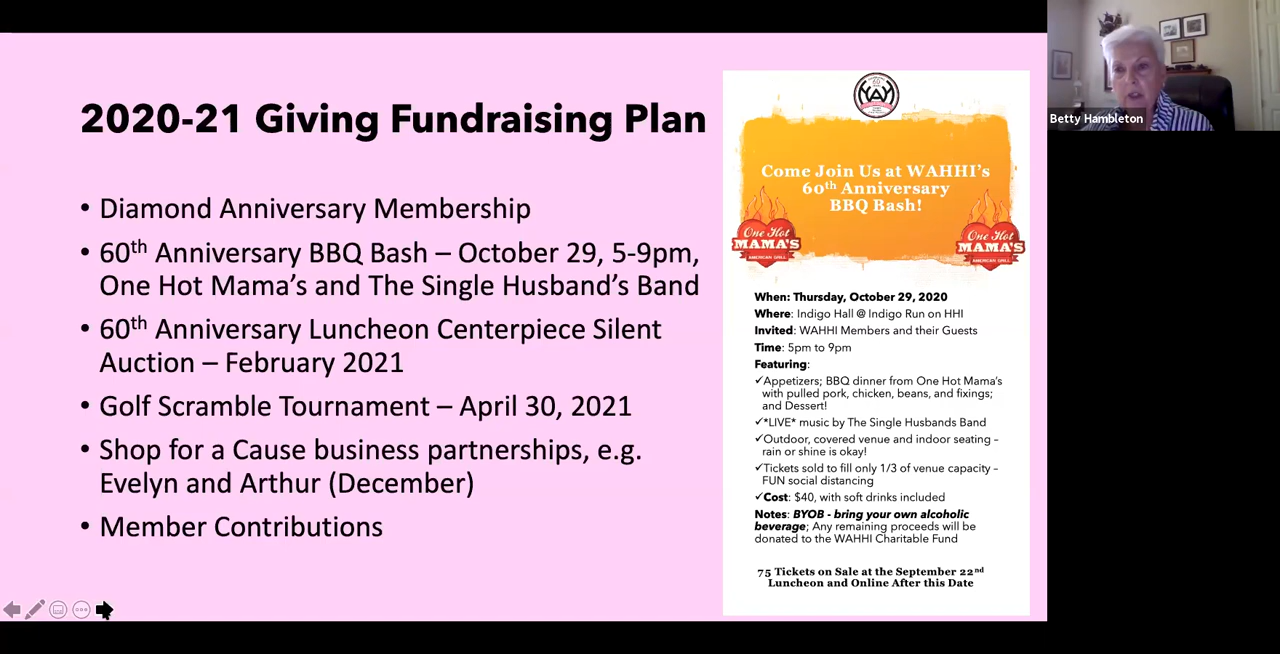 2020-21 Giving Fundraising Plan
• Diamond Anniversary Membership
• 60th Anniversary BBQ Bash – October 29, 5-9pm,
One Hot Mama's and The Single Husband's Band
• 60th Anniversary Luncheon Centerpiece Silent
Auction – February 2021
• Golf Scramble Tournament – April 30, 2021
• Shop for a Cause business partnerships, e.g.
Evelyn and Arthur (December)
• Member Contributions
Come Join Us at WAHHI's
60th Anniversary
BBQ Bash!
One Hot
MAMA'S
AMERICAN GRILL
One Hot
MAMA'S
AMERICAN GRILL
When: Thursday, October 29, 2020
Where: Indigo Hall @ Indigo Run on HHI
Invited: WAHHI Members and their Guests
Time: 5pm to 9pm
Featuring:
✓Appetizers; BBQ dinner from One Hot Mama's
with pulled pork, chicken, beans, and fixings;
and Dessert!
✓*LIVE* music by The Single Husbands Band
✓Outdoor, covered venue and indoor seating –
rain or shine is okay!
✓Tickets sold to fill only 1/3 of venue capacity –
FUN social distancing
✓Cost: $40, with soft drinks included
Notes: BYOB - bring your own alcoholic
beverage; Any remaining proceeds will be
donated to the WAHHI Charitable Fund
75 Tickets on Sale at the September 22nd
Luncheon and Online After this Date
Betty Hambleton